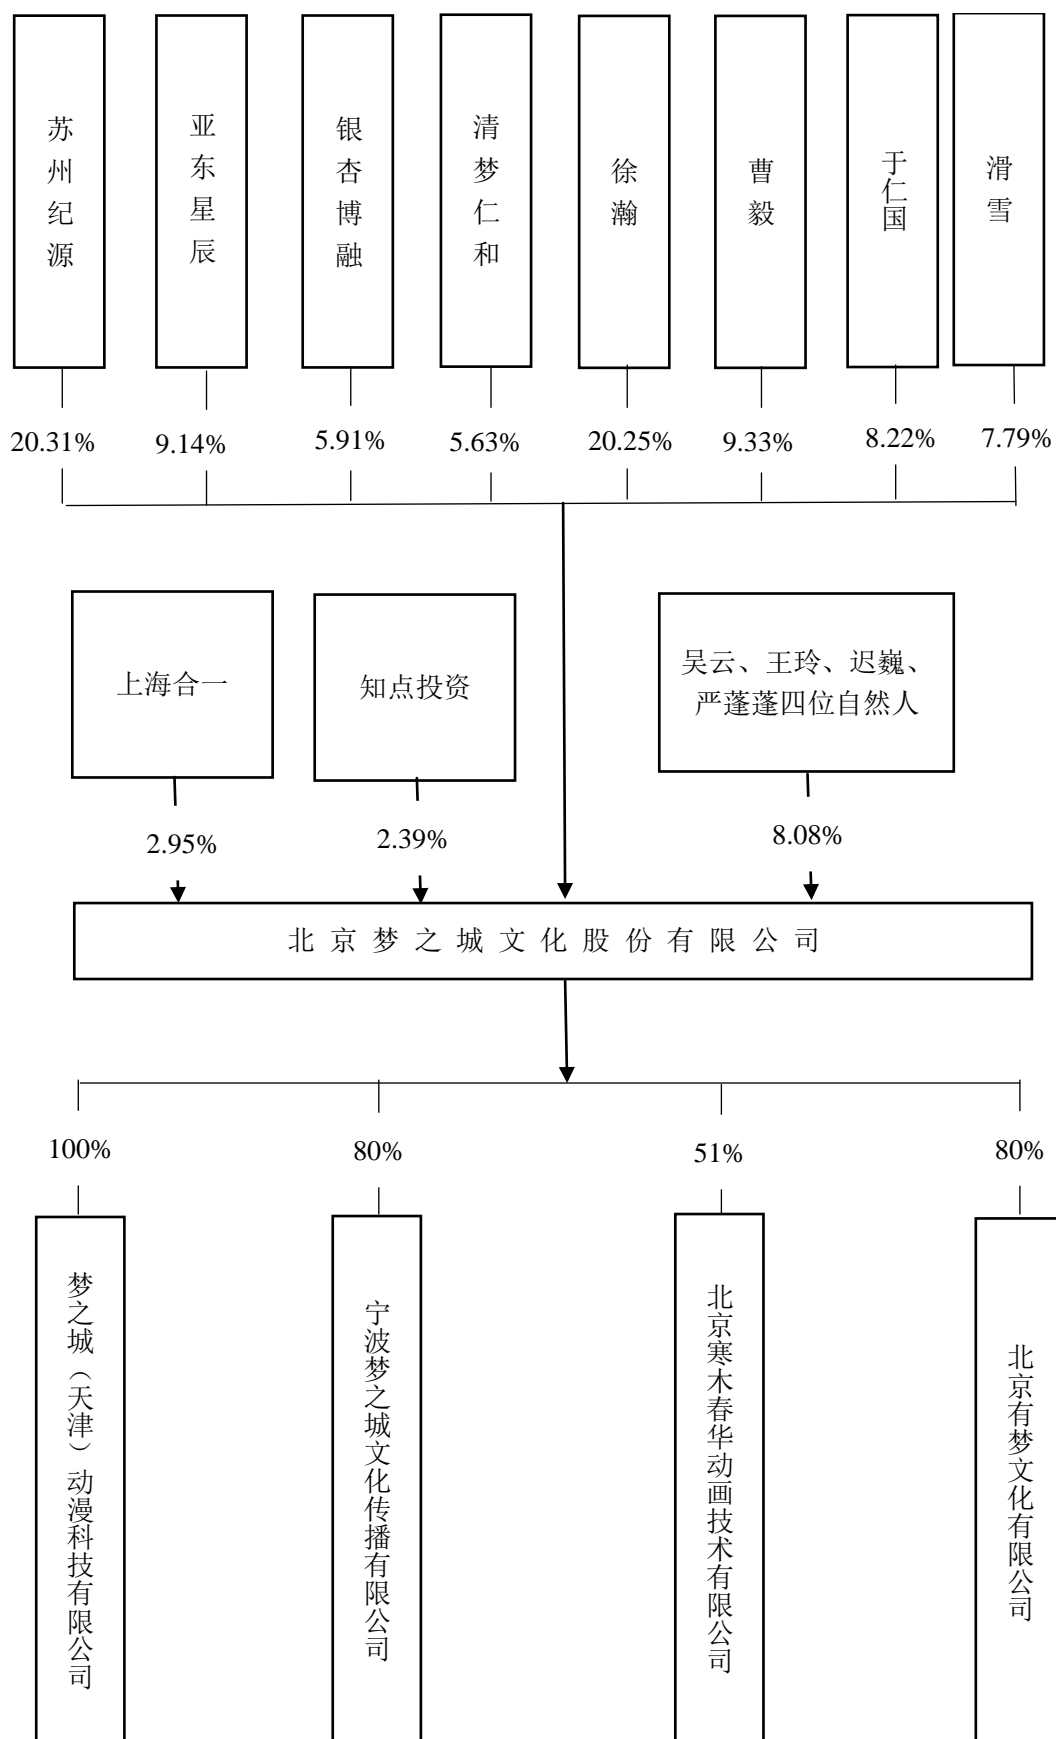 苏州纪源
亚东星辰
银杏博融
清梦仁和
徐瀚
曹毅
于仁国
滑雪
20.31%
9.14%
5.91%
5.63%
20.25%
9.33%
8.22%
7.79%
上海合一
知点投资
吴云、王玲、迟巍、
严蓬蓬四位自然人
2.95%
2.39%
8.08%
北京梦之城文化股份有限公司
100%
80%
51%
80%
梦之城（天津）动漫科技有限公司
宁波梦之城文化传播有限公司
北京寒木春华动画技术有限公司
北京有梦文化有限公司